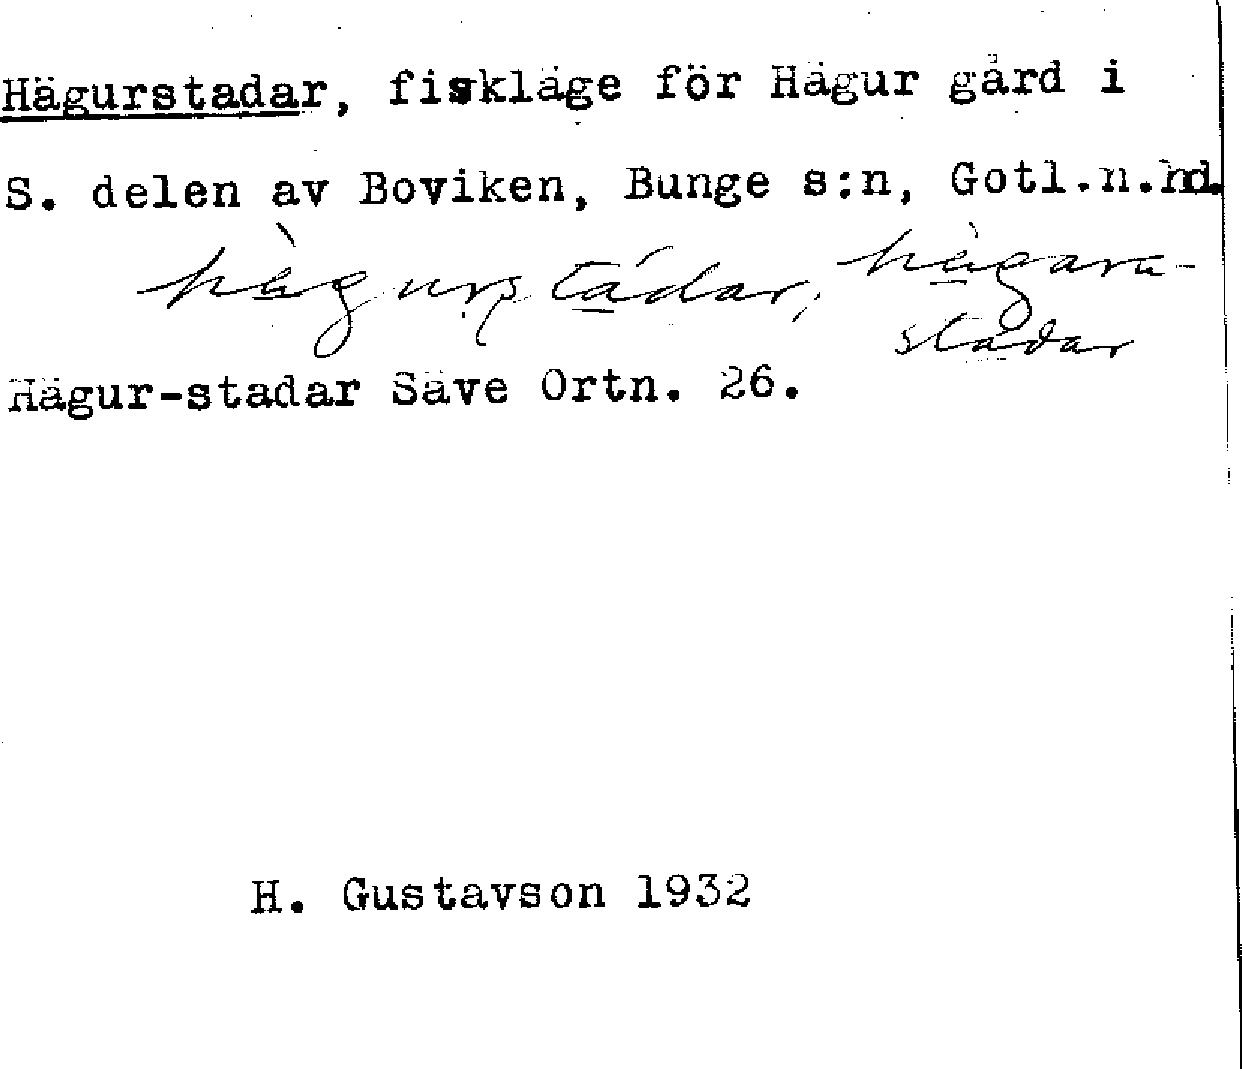 Hägurstadar, fiskläge för Hägur gård i
S. delen av Boviken, Bunge s:n, Gotl.n.hd.
hägurstádar, hägara-
stadar
Hägur-stadar Säve Ortn. 26.
H. Gustavson 1932